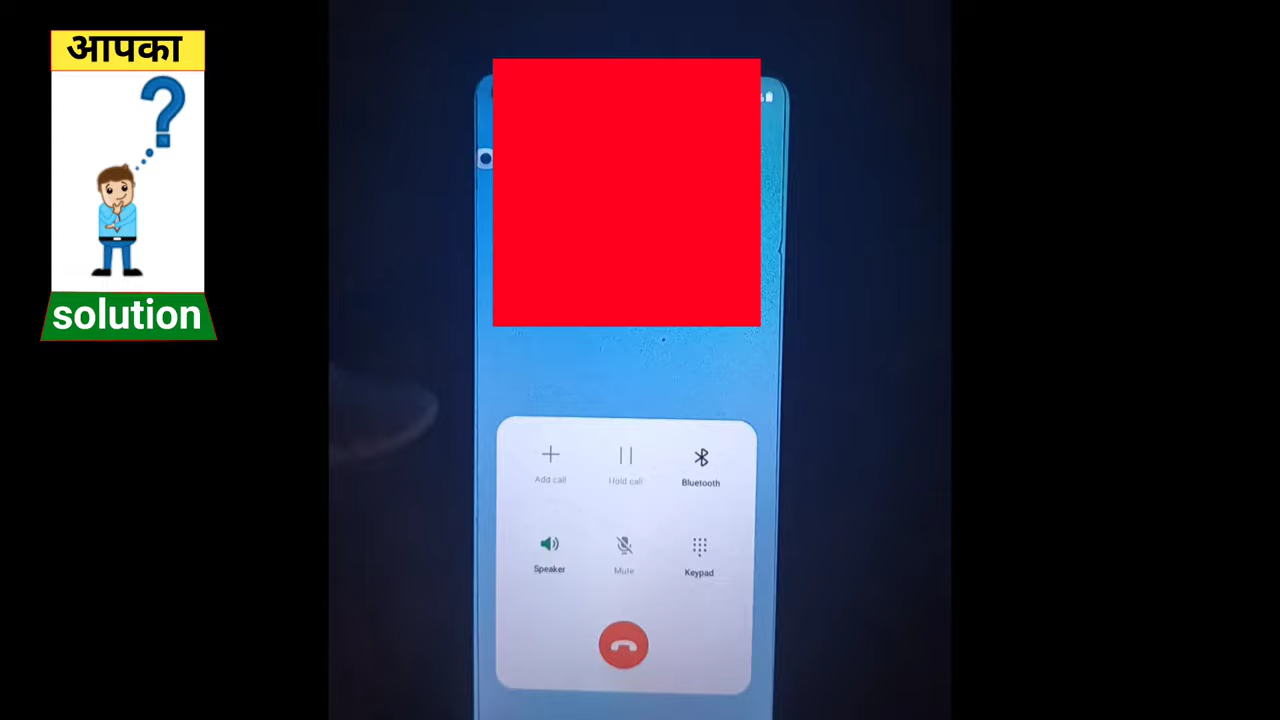 आपका
solution
Add call
Hold call
Bluetooth
Speaker
Mute
Keypad